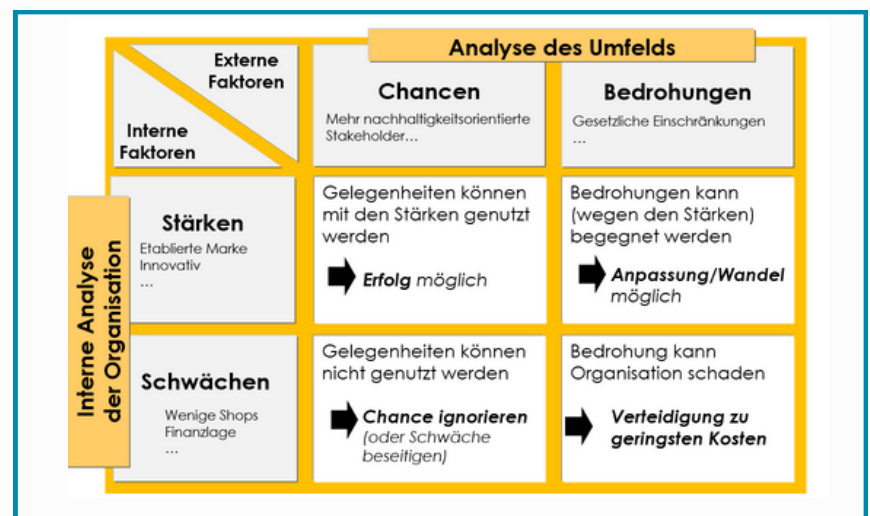 Analyse des Umfelds
Externe
Faktoren
Interne
Faktoren
Chancen
Mehr nachhaltigkeitsorientierte
Stakeholder...
Bedrohungen
Gesetzliche Einschränkungen
...
Interne Analyse
der Organisation
Stärken
Etablierte Marke
Innovativ
...
Gelegenheiten können
mit den Stärken genutzt
werden
Erfolg möglich
Bedrohungen kann
(wegen den Stärken)
begegnet werden
Anpassung/Wandel
möglich
Schwächen
Wenige Shops
Finanzlage
...
Gelegenheiten können
nicht genutzt werden
Chance ignorieren
(oder Schwäche
beseitigen)
Bedrohung kann
Organisation schaden
Verteidigung zu
geringsten Kosten